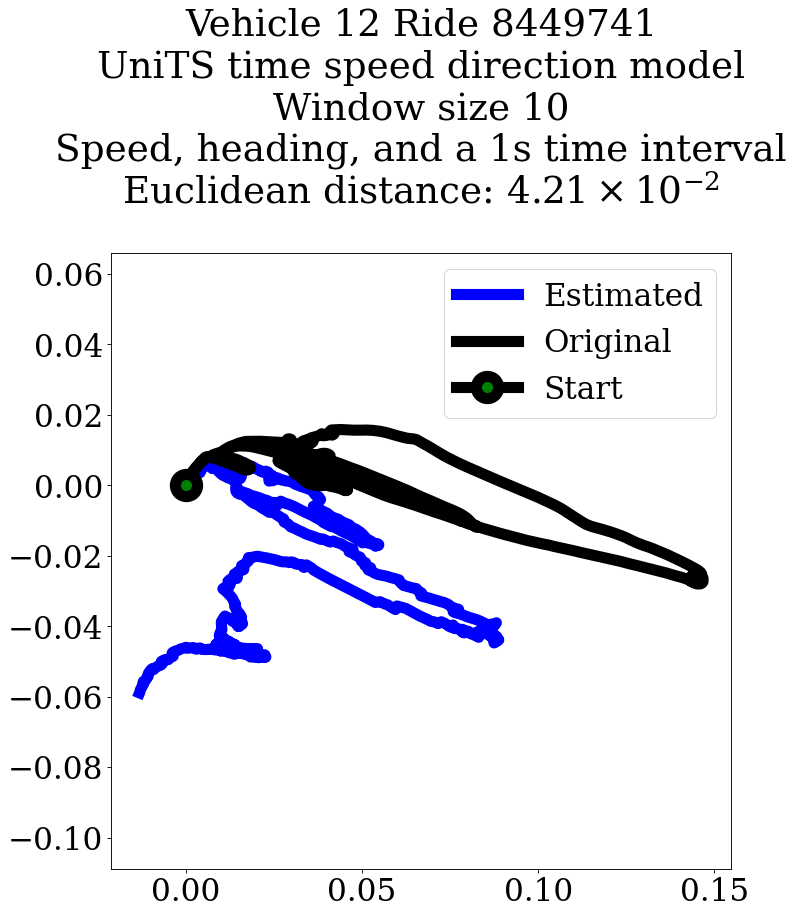 Vehicle 12 Ride 8449741
UniTS time speed direction model
Window size 10
Speed, heading, and a 1s time interval
Euclidean distance: 4.21 × 10⁻²
0.06
0.04
0.02
0.00
−0.02
−0.04
−0.06
−0.08
−0.10
Estimated
Original
Start
0.00 0.05 0.10 0.15